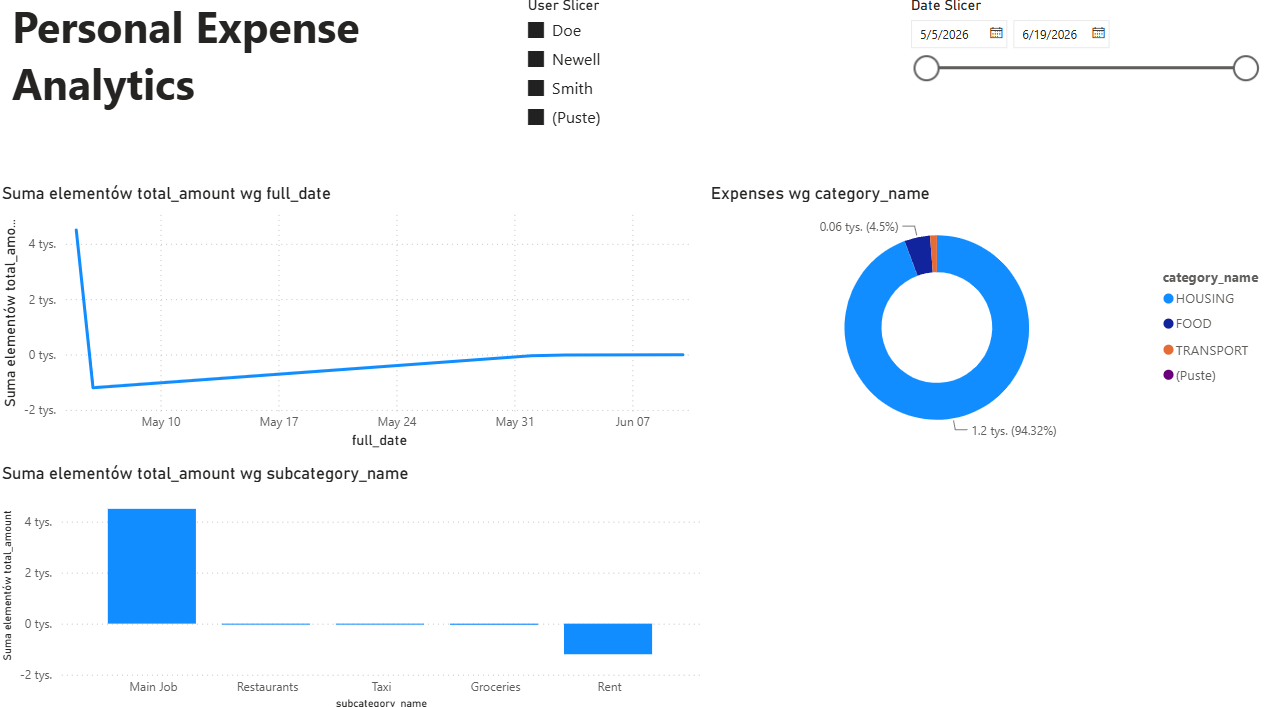 Personal Expense
Analytics
User Slicer
Doe
Newell
Smith
(Puste)
Date Slicer
5/5/2026
6/19/2026
Suma elementów total_amount wg full_date
Suma elementów total_amo...
4 tys.
2 tys.
0 tys.
-2 tys.
May 10
May 17
May 24
May 31
Jun 07
full_date
Expenses wg category_name
0.06 tys. (4.5%)
1.2 tys. (94.32%)
category_name
HOUSING
FOOD
TRANSPORT
(Puste)
Suma elementów total_amount wg subcategory_name
Suma elementów total_amount
4 tys.
2 tys.
0 tys.
-2 tys.
Main Job
Restaurants
Taxi
Groceries
Rent
subcategory_name